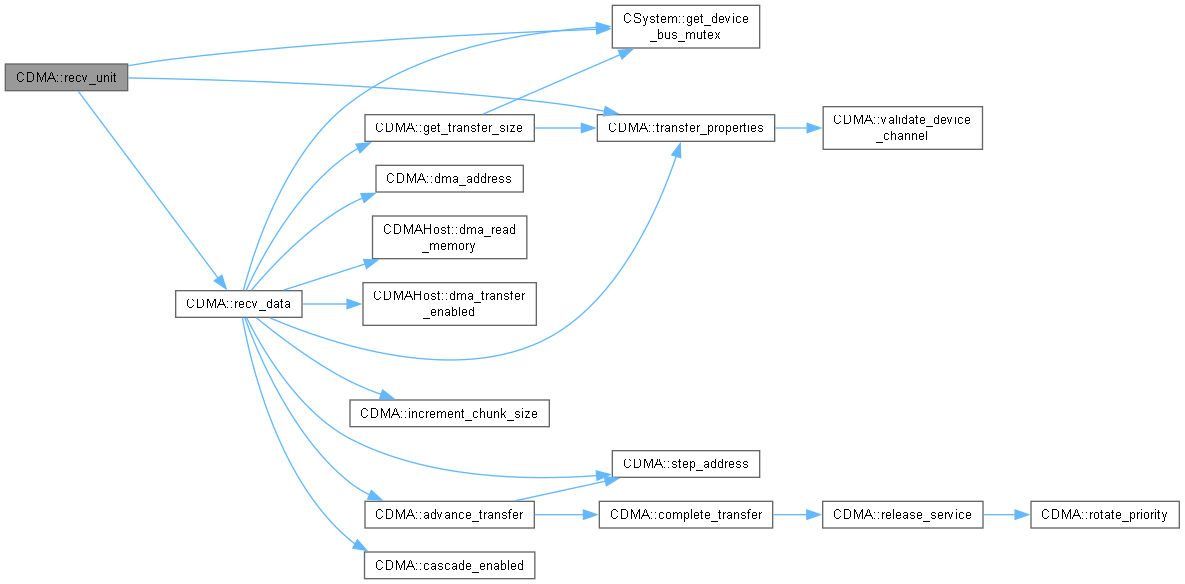 CSystem::get_device
_bus_mutex
CDMA::recv_unit
CDMA::get_transfer_size
CDMA::transfer_properties
CDMA::validate_device
_channel
CDMA::dma_address
CDMAHost::dma_read
_memory
CDMAHost::dma_transfer
_enabled
CDMA::recv_data
CDMA::increment_chunk_size
CDMA::step_address
CDMA::advance_transfer
CDMA::complete_transfer
CDMA::release_service
CDMA::rotate_priority
CDMA::cascade_enabled